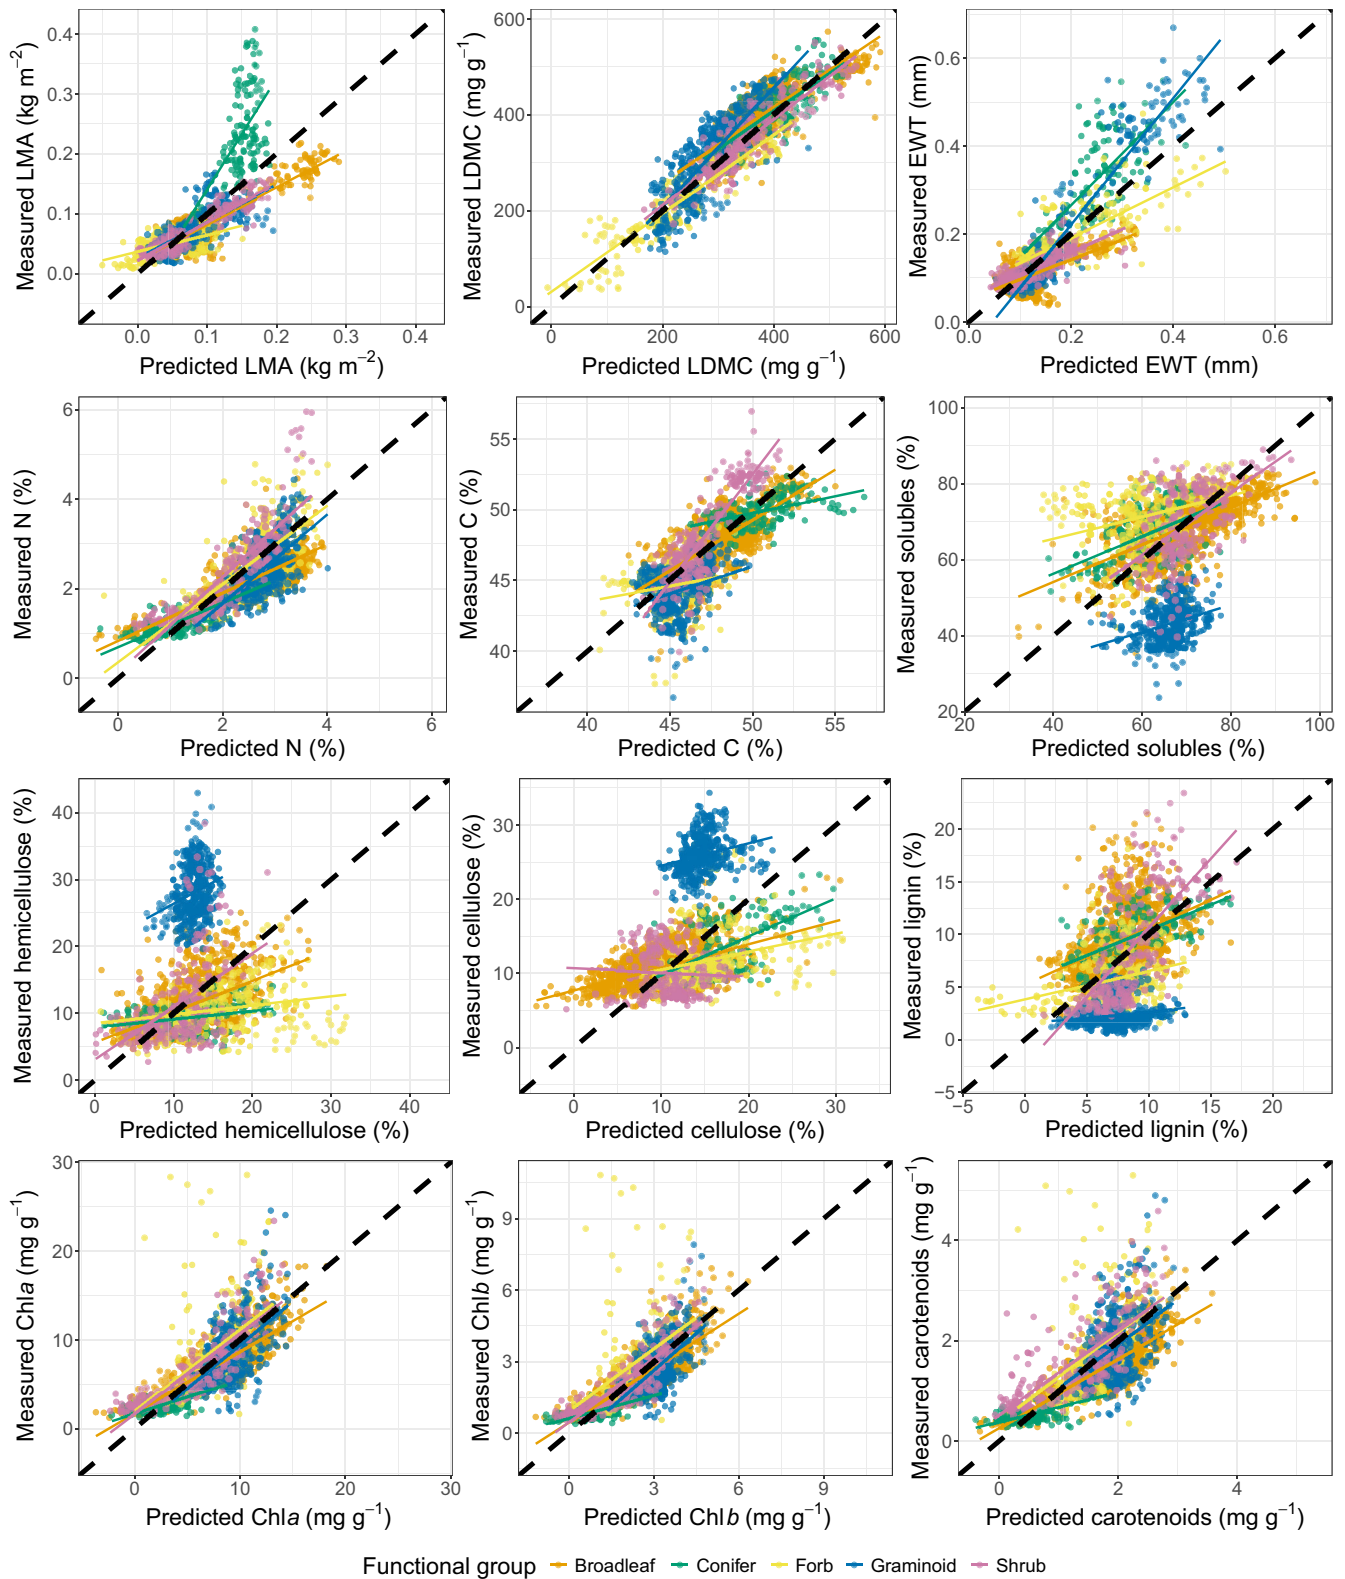 Measured LMA (kg m⁻²)
0.4
0.3
0.2
0.1
0.0
0.0 0.1 0.2 0.3 0.4
Predicted LMA (kg m⁻²)
Measured LDMC (mg g⁻¹)
600
400
200
0
0 200 400 600
Predicted LDMC (mg g⁻¹)
Measured EWT (mm)
0.6
0.4
0.2
0.0
0.0 0.2 0.4 0.6
Predicted EWT (mm)
Measured N (%)
6
4
2
0
0 2 4 6
Predicted N (%)
Measured C (%)
55
50
45
40
40 45 50 55
Predicted C (%)
Measured solubles (%)
100
80
60
40
20
20 40 60 80 100
Predicted solubles (%)
Measured hemicellulose (%)
40
30
20
10
0
0 10 20 30 40
Predicted hemicellulose (%)
Measured cellulose (%)
30
20
10
0
0 10 20 30
Predicted cellulose (%)
Measured lignin (%)
20
15
10
5
0
−5
−5 0 5 10 15 20
Predicted lignin (%)
Measured Chla (mg g⁻¹)
30
20
10
0
0 10 20 30
Predicted Chla (mg g⁻¹)
Measured Chlb (mg g⁻¹)
9
6
3
0
0 3 6 9
Predicted Chlb (mg g⁻¹)
Measured carotenoids (mg g⁻¹)
4
2
0
0 2 4
Predicted carotenoids (mg g⁻¹)
Functional group Broadleaf Conifer Forb Graminoid Shrub